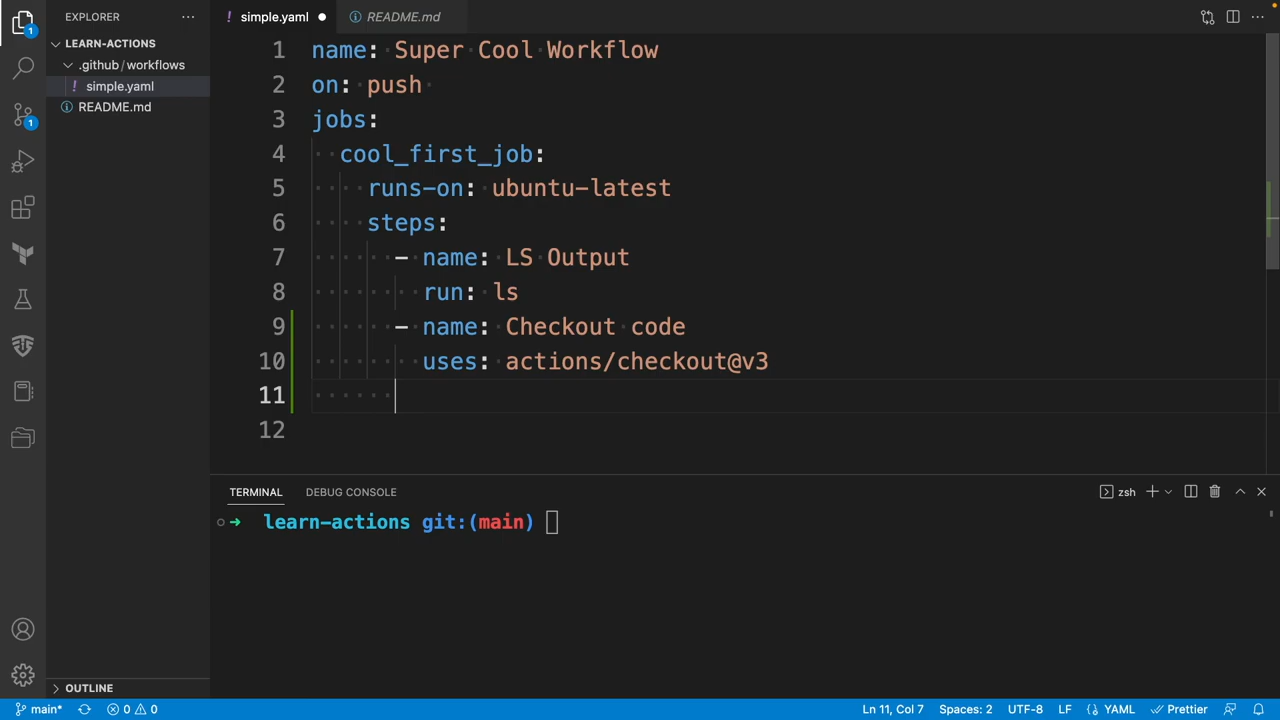 EXPLORER
LEARN-ACTIONS
.github/workflows
simple.yaml
README.md
OUTLINE
1
1
simple.yaml
README.md
1 name: Super Cool Workflow
2 on: push
3 jobs:
4 cool_first_job:
5 runs-on: ubuntu-latest
6 steps:
7 - name: LS Output
8 run: ls
9 - name: Checkout code
10 uses: actions/checkout@v3
11
12
TERMINAL DEBUG CONSOLE
zsh
learn-actions git:(main)
main* 0 0 Ln 11, Col 7 Spaces: 2 UTF-8 LF {} YAML Prettier